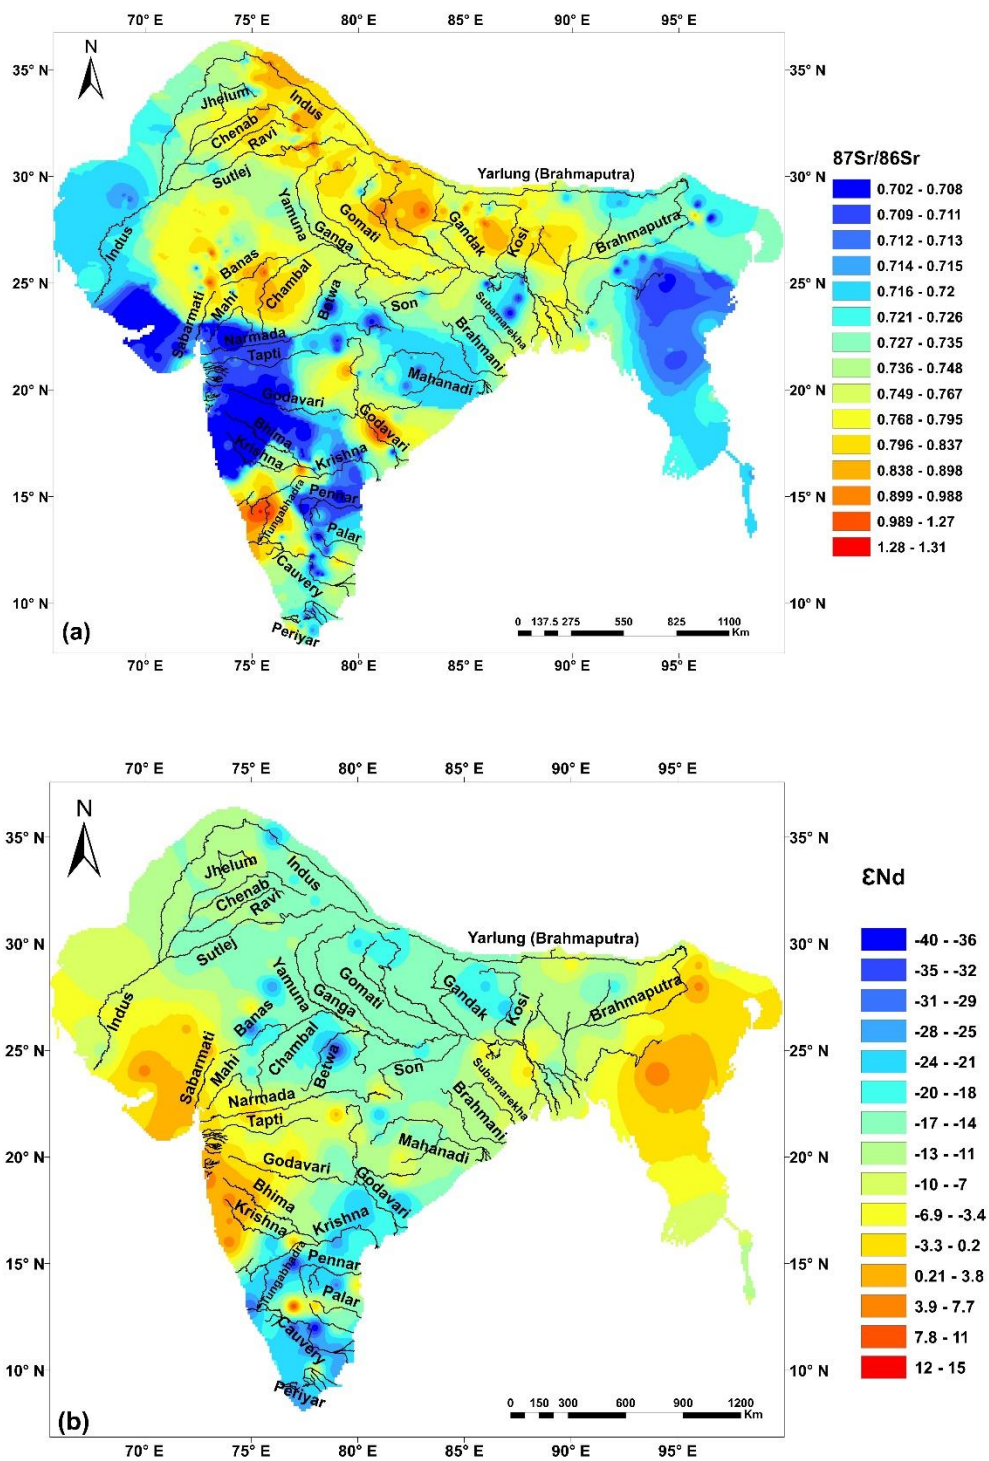 70° E 75° E 80° E 85° E 90° E 95° E
N
35° N 35° N
30° N 30° N
25° N 25° N
20° N 20° N
15° N 15° N
10° N 10° N
Jhelum
Indus
Chenab
Ravi
Sutlej
Yarlung (Brahmaputra)
Yamuna
Ganga
Gomati
Gandak
Kosi
Brahmaputra
Indus
Banas
Chambal
Sabarmati
Mahi
Betwa
Son
Subarnarekha
Narmada
Tapti
Brahmani
Mahanadi
Godavari
Godavari
Bhima
Krishna
Krishna
Tungabhadra
Pennar
Palar
Cauvery
Periyar
(a)
0 137.5 275 550 825 1100
Km
70° E 75° E 80° E 85° E 90° E 95° E
87Sr/86Sr
0.702 - 0.708
0.709 - 0.711
0.712 - 0.713
0.714 - 0.715
0.716 - 0.72
0.721 - 0.726
0.727 - 0.735
0.736 - 0.748
0.749 - 0.767
0.768 - 0.795
0.796 - 0.837
0.838 - 0.898
0.899 - 0.988
0.989 - 1.27
1.28 - 1.31
70° E 75° E 80° E 85° E 90° E 95° E
N
35° N 35° N
30° N 30° N
25° N 25° N
20° N 20° N
15° N 15° N
10° N 10° N
Jhelum
Indus
Chenab
Ravi
Sutlej
Yarlung (Brahmaputra)
Yamuna
Ganga
Gomati
Gandak
Kosi
Brahmaputra
Indus
Banas
Chambal
Sabarmati
Mahi
Betwa
Son
Subarnarekha
Narmada
Tapti
Brahmani
Mahanadi
Godavari
Godavari
Bhima
Krishna
Krishna
Tungabhadra
Pennar
Palar
Cauvery
Periyar
(b)
0 150 300 600 900 1200
Km
70° E 75° E 80° E 85° E 90° E 95° E
ƐNd
-40 - -36
-35 - -32
-31 - -29
-28 - -25
-24 - -21
-20 - -18
-17 - -14
-13 - -11
-10 - -7
-6.9 - -3.4
-3.3 - 0.2
0.21 - 3.8
3.9 - 7.7
7.8 - 11
12 - 15